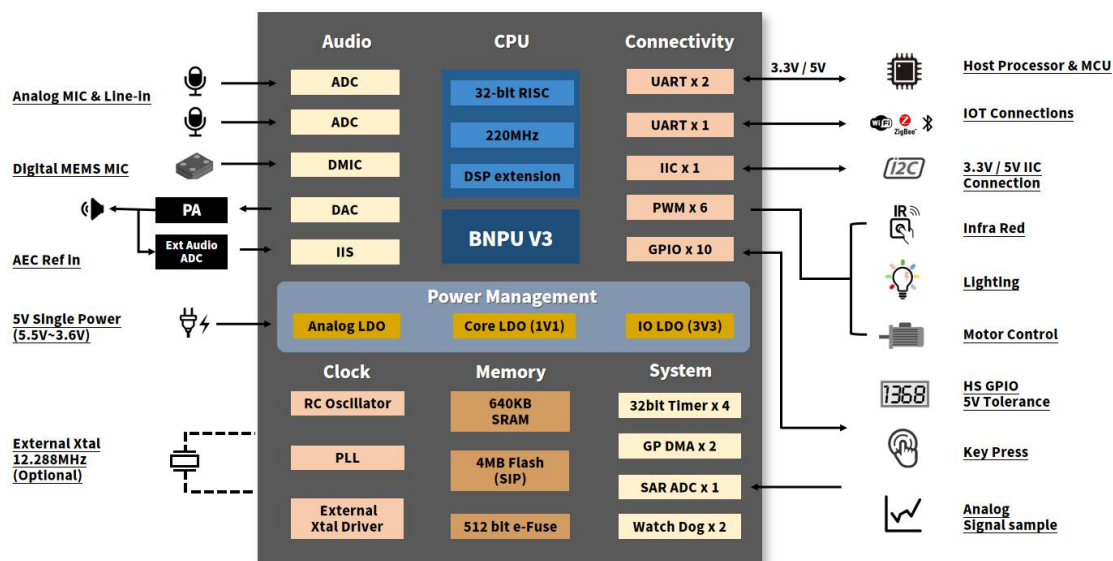 Audio
CPU
Connectivity
ADC
ADC
DMIC
DAC
IIS
32-bit RISC
220MHz
DSP extension
BNPU V3
UART x 2
UART x 1
IIC x 1
PWM x 6
GPIO x 10
Analog MIC & Line-in
Digital MEMS MIC
PA
Ext Audio
ADC
AEC Ref In
5V Single Power
(5.5V~3.6V)
External Xtal
12.288MHz
(Optional)
Power Management
Analog LDO
Core LDO (1V1)
IO LDO (3V3)
Clock
Memory
System
RC Oscillator
PLL
External
Xtal Driver
640KB
SRAM
4MB Flash
(SIP)
512 bit e-Fuse
32bit Timer x 4
GP DMA x 2
SAR ADC x 1
Watch Dog x 2
3.3V / 5V
Host Processor & MCU
WiFi
ZigBee
IOT Connections
I2C
3.3V / 5V IIC
Connection
IR
Infra Red
Lighting
Motor Control
1368
HS GPIO
5V Tolerance
Key Press
Analog
Signal sample